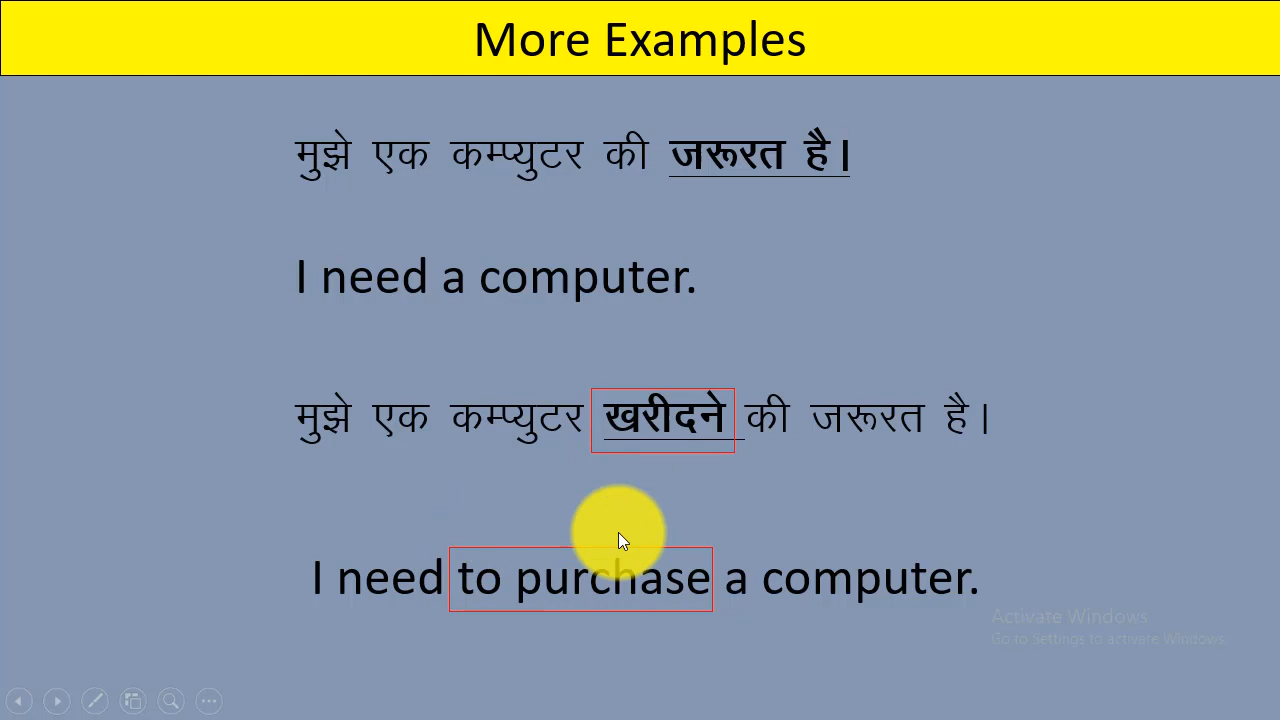 More Examples
मुझे एक कम्प्युटर की जरूरत है।
I need a computer.
मुझे एक कम्प्युटर खरीदने की जरूरत है।
I need to purchase a computer.
Activate Windows
Go to Settings to activate Windows.